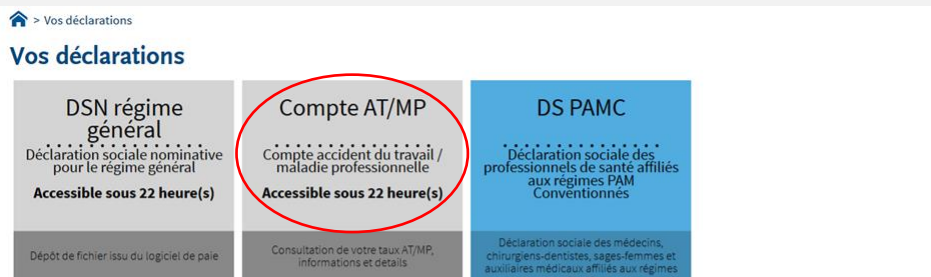 > Vos déclarations
Vos déclarations
DSN régime
général
Déclaration sociale nominative
pour le régime général
Accessible sous 22 heure(s)
Dépôt de fichier issu du logiciel de paie
Compte AT/MP
Compte accident du travail /
maladie professionnelle
Accessible sous 22 heure(s)
Consultation de votre taux AT/MP,
informations et details
DS PAMC
Déclaration sociale des
professionnels de santé affiliés
aux régimes PAM
Conventionnés
Déclaration sociale des médecins,
chirurgiens-dentistes, sages-femmes et
auxiliaires médicaux affiliés aux régimes